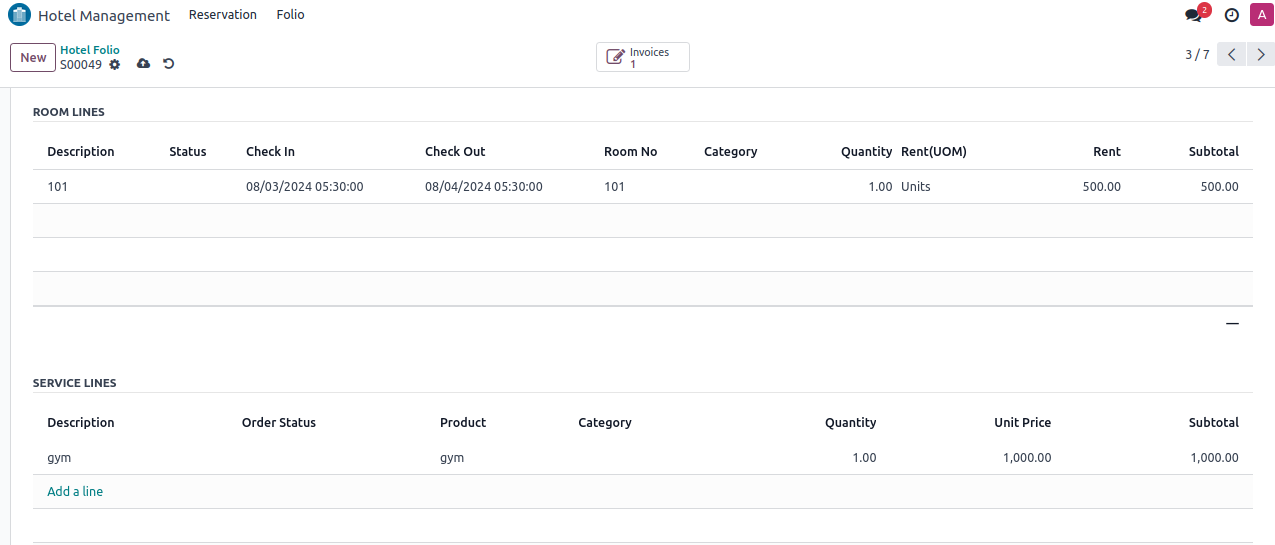 Hotel Management Reservation Folio 2 A
New Hotel Folio Invoices 3 / 7
S00049 1
ROOM LINES
Description Status Check In Check Out Room No Category Quantity Rent(UOM) Rent Subtotal
101 08/03/2024 05:30:00 08/04/2024 05:30:00 101 1.00 Units 500.00 500.00
—
SERVICE LINES
Description Order Status Product Category Quantity Unit Price Subtotal
gym gym 1.00 1,000.00 1,000.00
Add a line